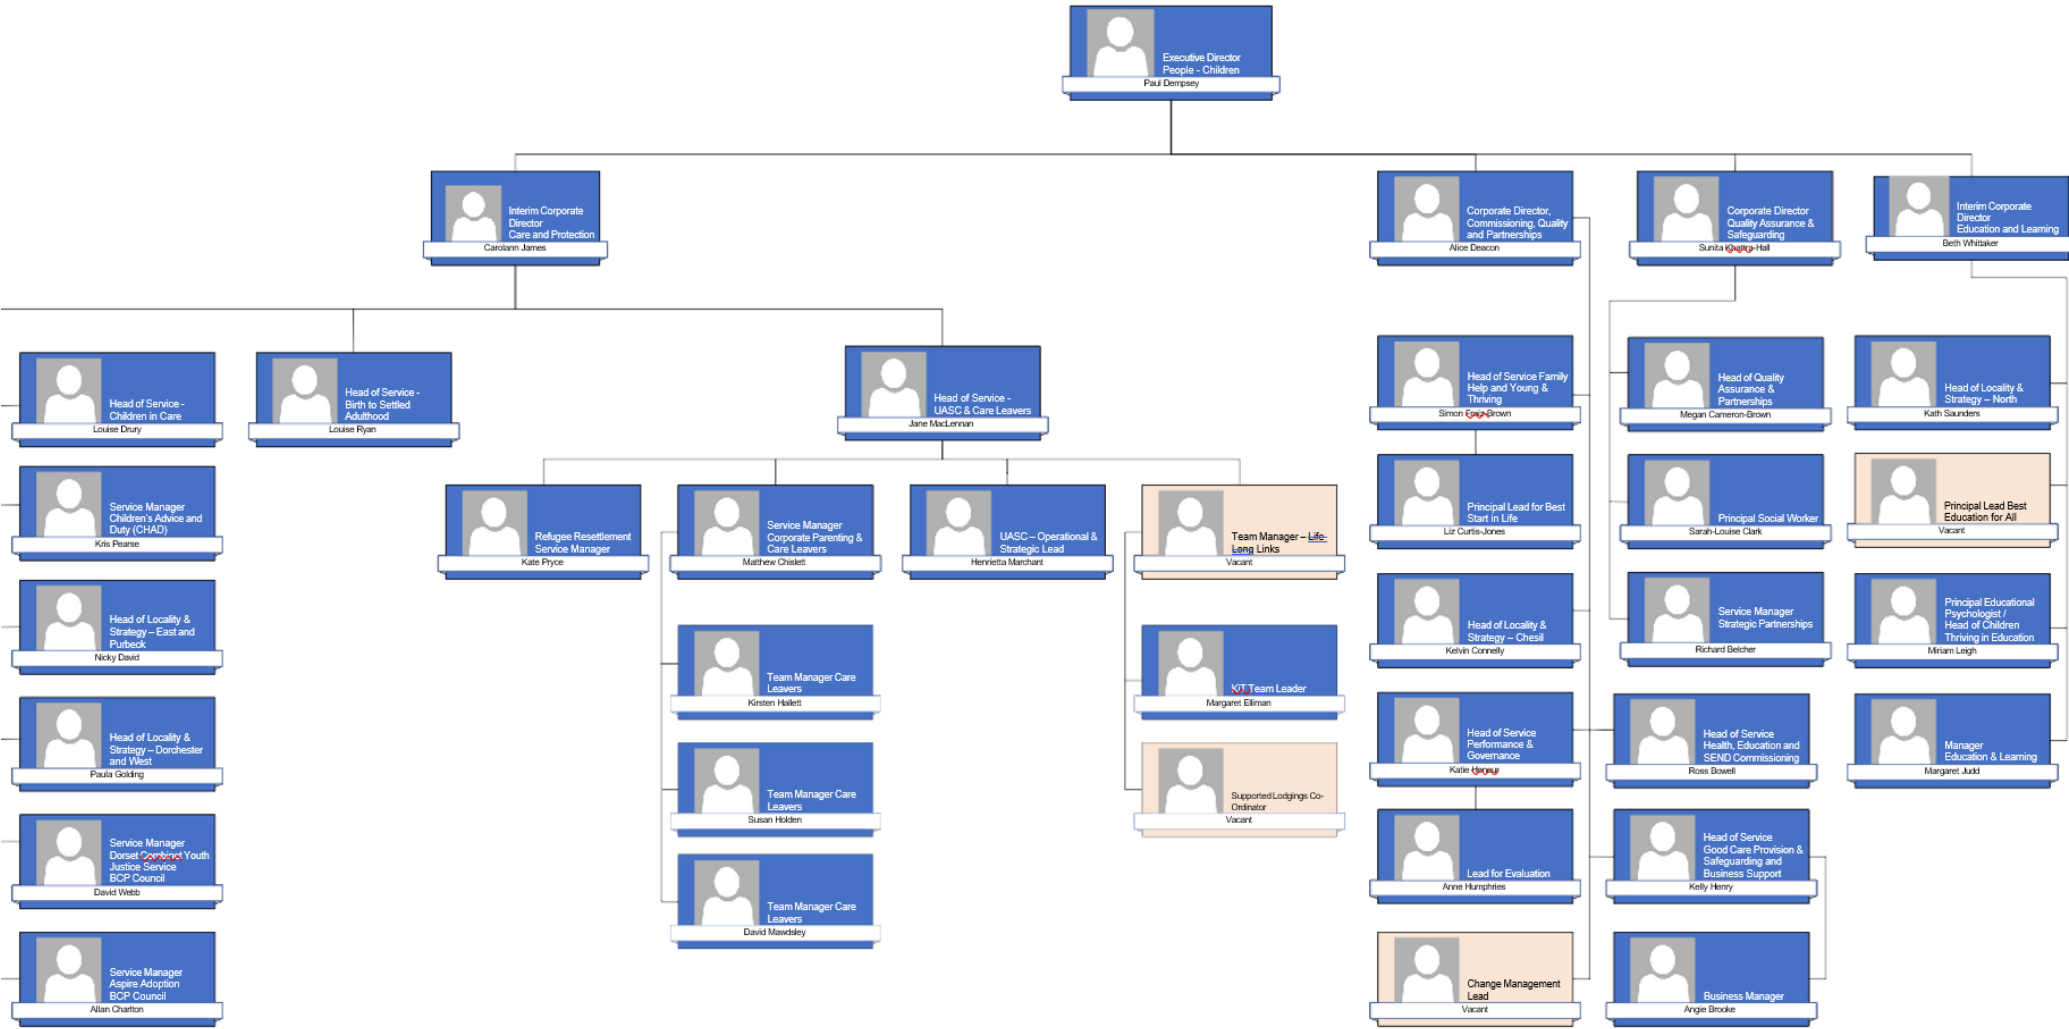 Executive Director
People - Children
Paul Dempsey
Interim Corporate
Director
Care and Protection
Carolann James
Corporate Director,
Commissioning, Quality
and Partnerships
Alice Deacon
Corporate Director
Quality Assurance &
Safeguarding
Sunita Khattra-Hall
Interim Corporate
Director
Education and Learning
Beth Whittaker
Head of Service -
Children in Care
Louise Drury
Head of Service -
Birth to Settled
Adulthood
Louise Ryan
Head of Service -
UASC & Care Leavers
Jane MacLennan
Head of Service Family
Help and Young &
Thriving
Simon Fraiz-Brown
Head of Quality
Assurance &
Partnerships
Megan Cameron-Brown
Head of Locality &
Strategy – North
Kath Saunders
Service Manager
Children's Advice and
Duty (CHAD)
Kris Pearse
Refugee Resettlement
Service Manager
Kate Pryce
Service Manager
Corporate Parenting &
Care Leavers
Matthew Chislett
UASC – Operational &
Strategic Lead
Henrietta Marchant
Team Manager – Life-
Long Links
Vacant
Principal Lead for Best
Start in Life
Liz Curtis-Jones
Principal Social Worker
Sarah-Louise Clark
Principal Lead Best
Education for All
Vacant
Head of Locality &
Strategy – East and
Purbeck
Nicky David
Team Manager Care
Leavers
Kirsten Hallett
KiT Team Leader
Margaret Elliman
Head of Locality &
Strategy – Chesil
Kelvin Connelly
Service Manager
Strategic Partnerships
Richard Belcher
Principal Educational
Psychologist /
Head of Children
Thriving in Education
Miriam Leigh
Head of Locality &
Strategy – Dorchester
and West
Paula Golding
Team Manager Care
Leavers
Susan Holden
Supported Lodgings Co-
Ordinator
Vacant
Head of Service
Performance &
Governance
Katie
Head of Service
Health, Education and
SEND Commissioning
Ross Bowell
Manager
Education & Learning
Margaret Judd
Service Manager
Dorset Combined Youth
Justice Service
BCP Council
David Webb
Team Manager Care
Leavers
David Mawdsley
Lead for Evaluation
Anne Humphries
Head of Service
Good Care Provision &
Safeguarding and
Business Support
Kelly Henry
Service Manager
Aspire Adoption
BCP Council
Allan Charlton
Change Management
Lead
Vacant
Business Manager
Angie Brooke